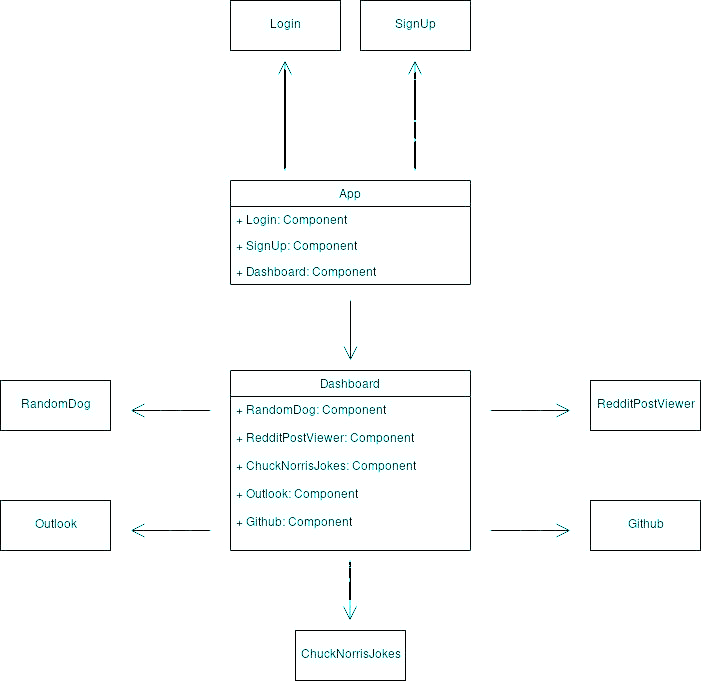 Login
SignUp
App
+ Login: Component
+ SignUp: Component
+ Dashboard: Component
Dashboard
+ RandomDog: Component
+ RedditPostViewer: Component
+ ChuckNorrisJokes: Component
+ Outlook: Component
+ Github: Component
RandomDog
RedditPostViewer
Outlook
Github
ChuckNorrisJokes